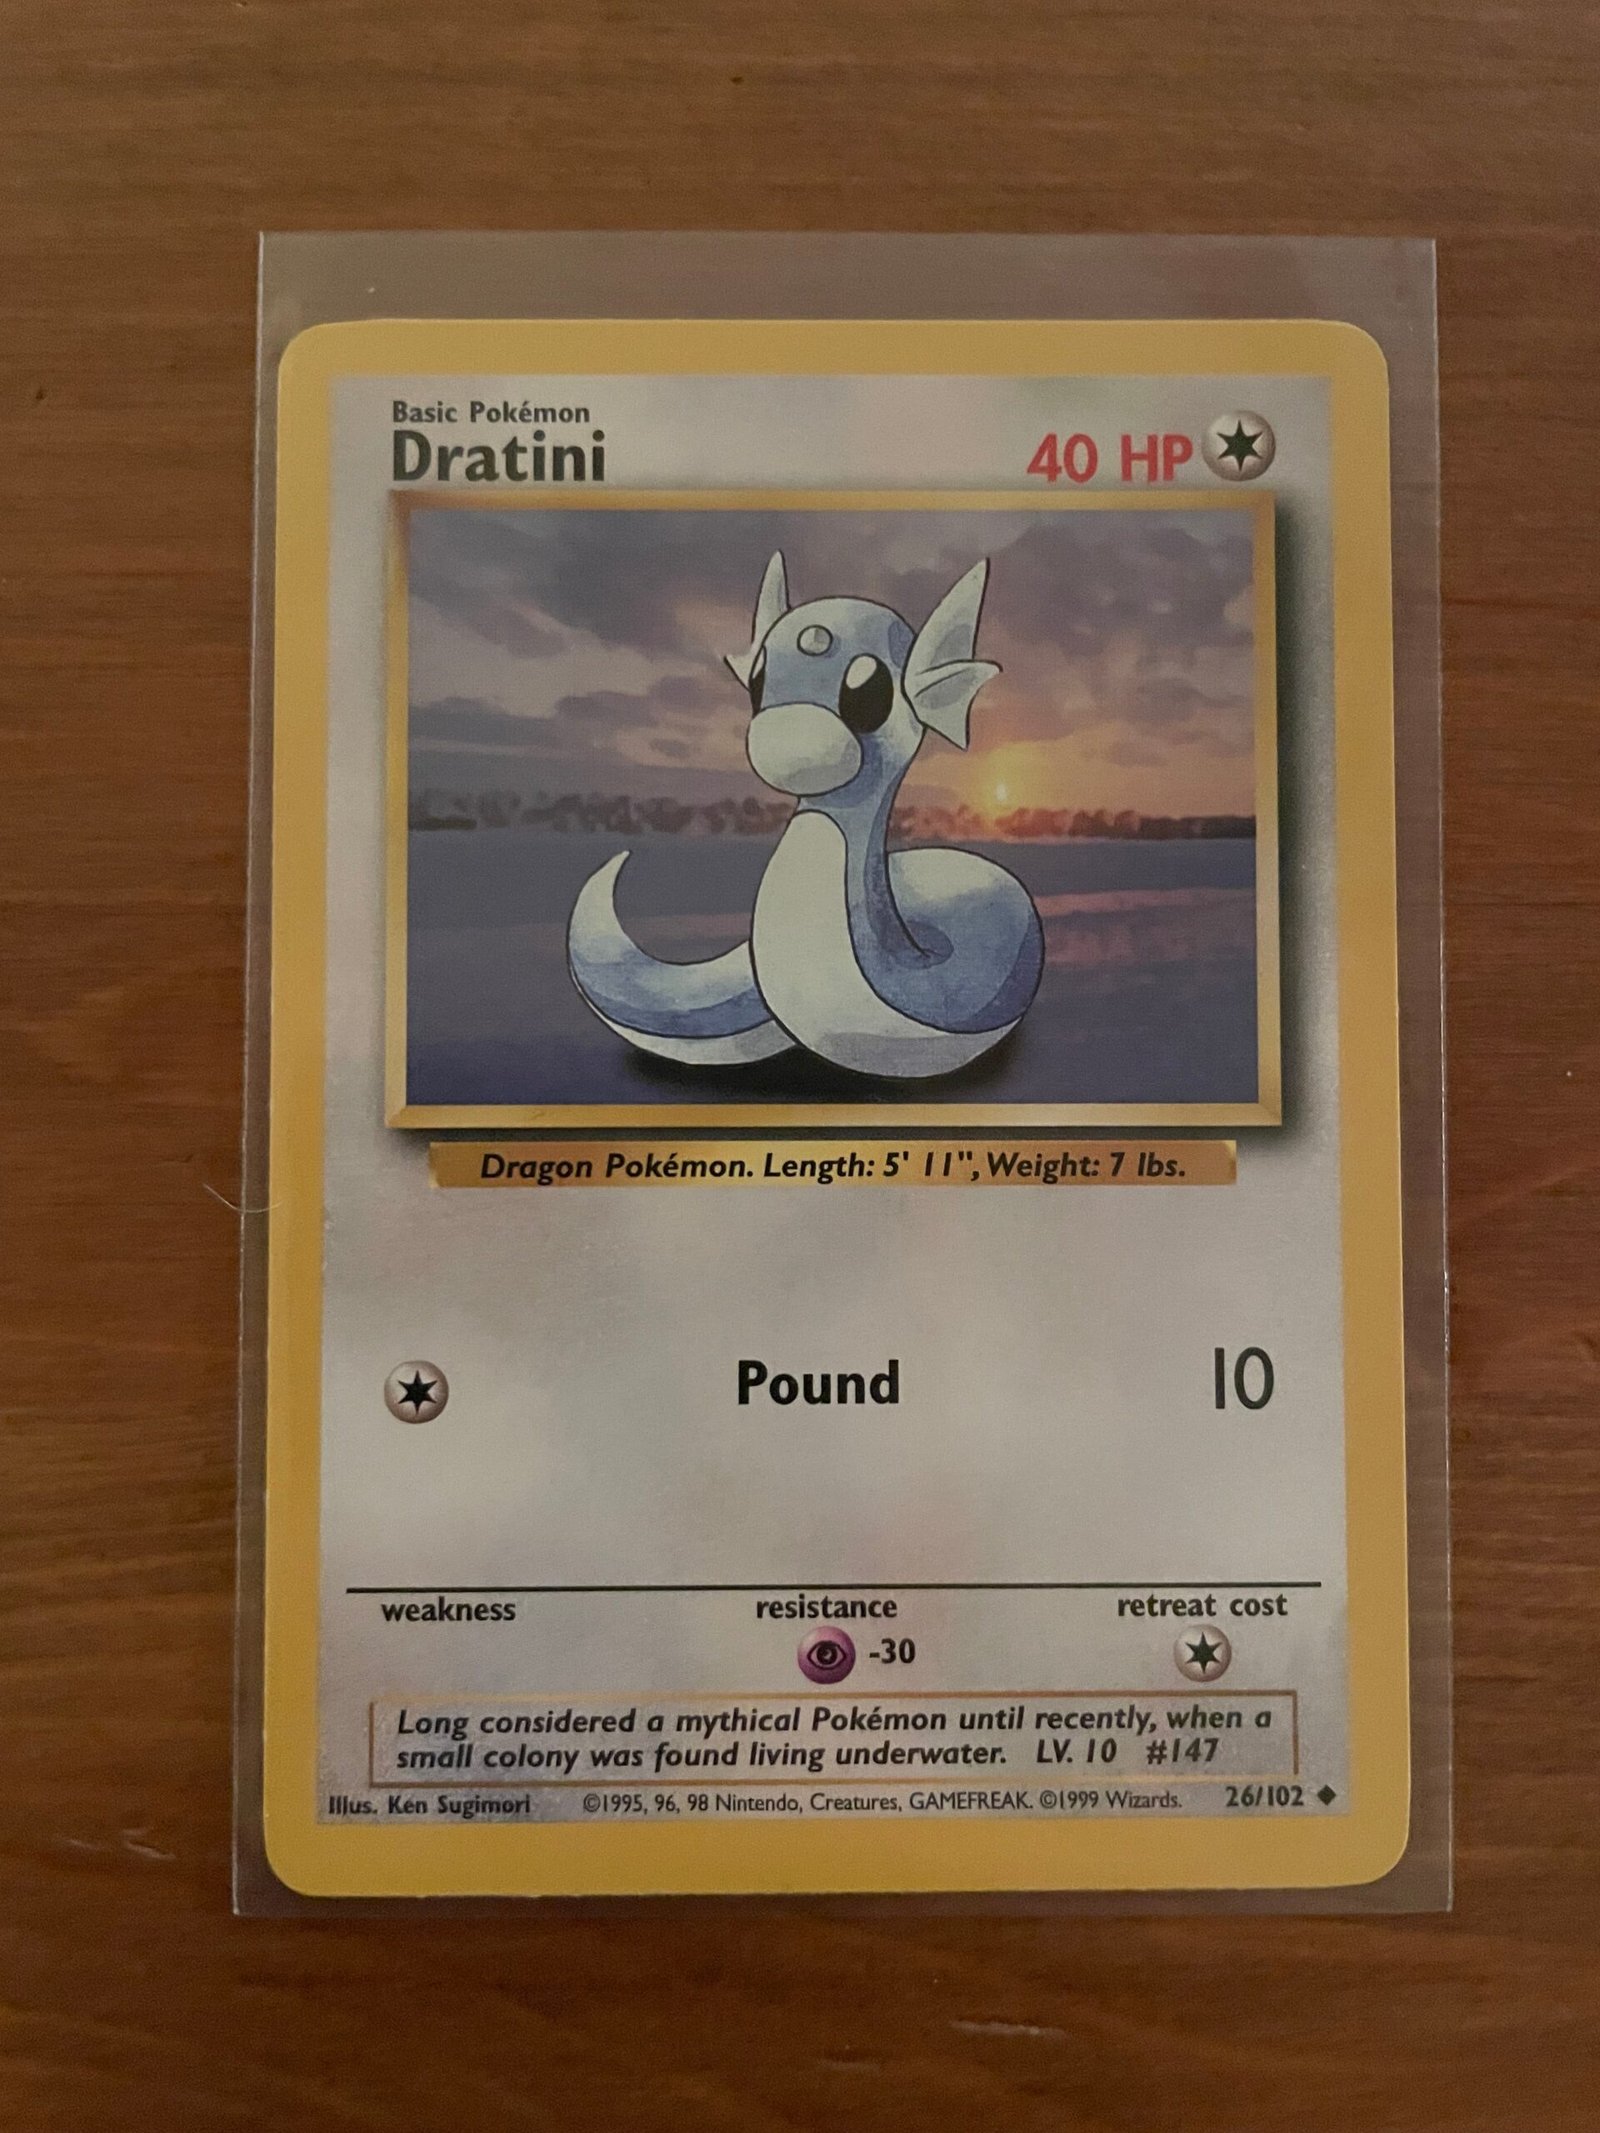 Basic Pokémon
Dratini
40 HP
Dragon Pokémon. Length: 5' 11", Weight: 7 lbs.
Pound 10
weakness resistance retreat cost
-30
Long considered a mythical Pokémon until recently, when a
small colony was found living underwater. LV. 10 #147
Illus. Ken Sugimori ©1995, 96, 98 Nintendo, Creatures, GAMEFREAK. ©1999 Wizards. 26/102 ◆